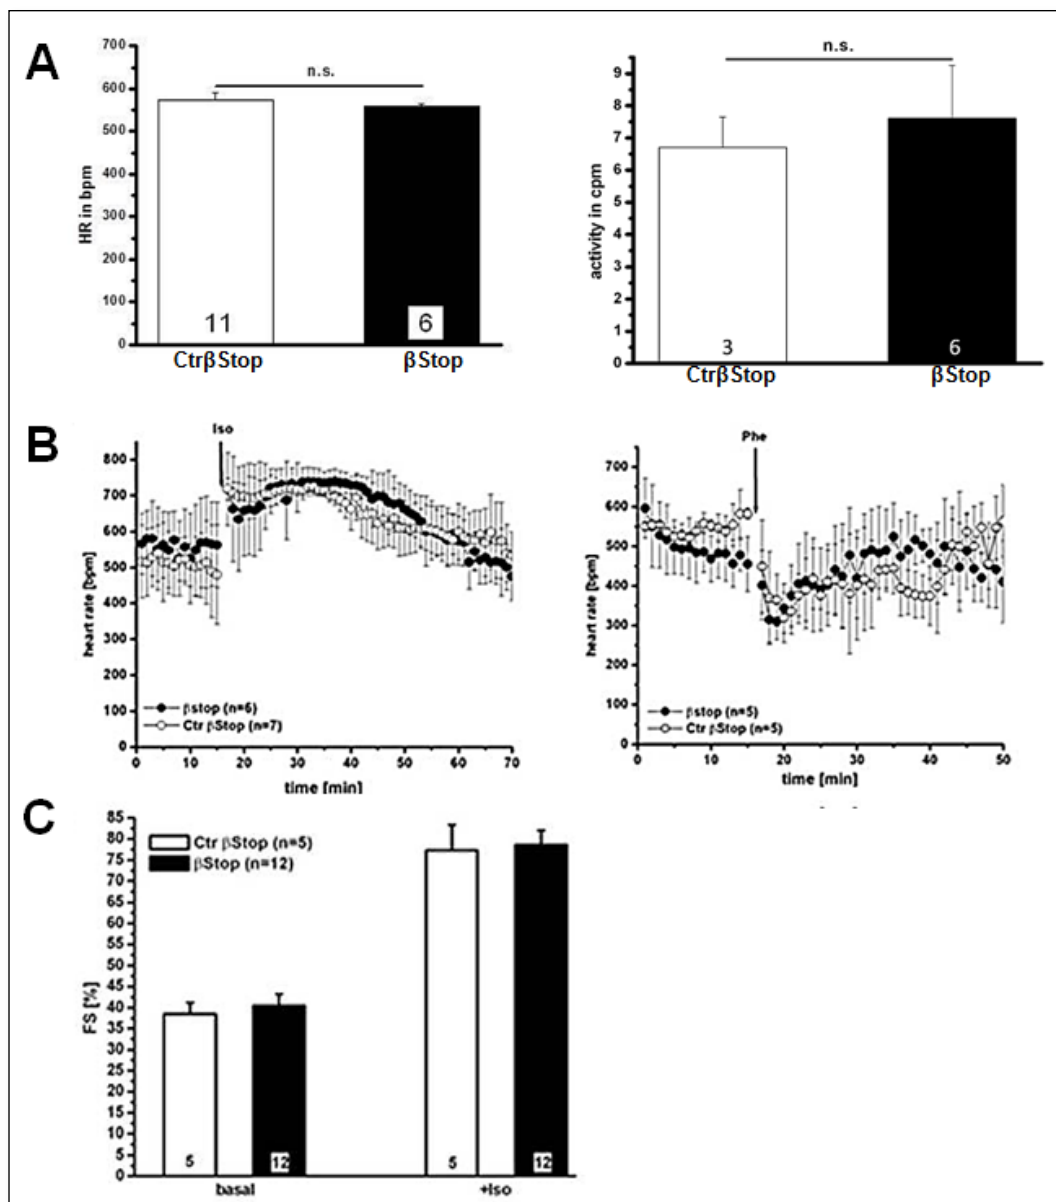 A
HR in bpm
700
600
500
400
300
200
100
0
n.s.
11
6
CtrβStop
βStop
activity in cpm
9
8
7
6
5
4
3
2
1
0
n.s.
3
6
CtrβStop
βStop
B
Iso
heart rate [bpm]
800
700
600
500
400
300
200
100
0
βstop (n=6)
Ctr βStop (n=7)
0 10 20 30 40 50 60 70
time [min]
Phe
heart rate [bpm]
700
600
500
400
300
200
100
0
βstop (n=5)
Ctr βStop (n=5)
0 10 20 30 40 50
time [min]
C
FS [%]
85
80
75
70
65
60
55
50
45
40
35
30
25
20
15
10
5
0
Ctr βStop (n=5)
βStop (n=12)
5
12
5
12
basal
+Iso